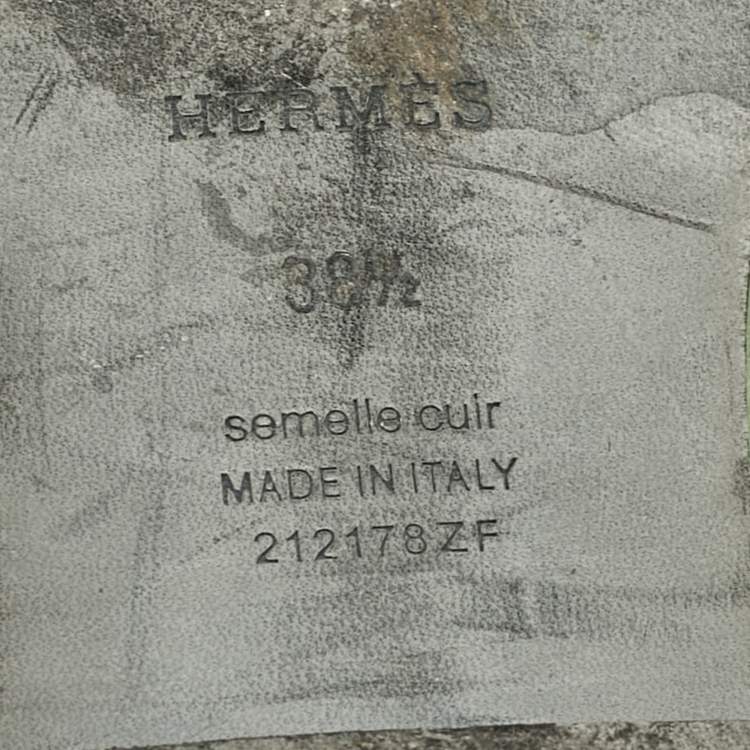 HERMÈS
38½
semelle cuir
MADE IN ITALY
212178ZF